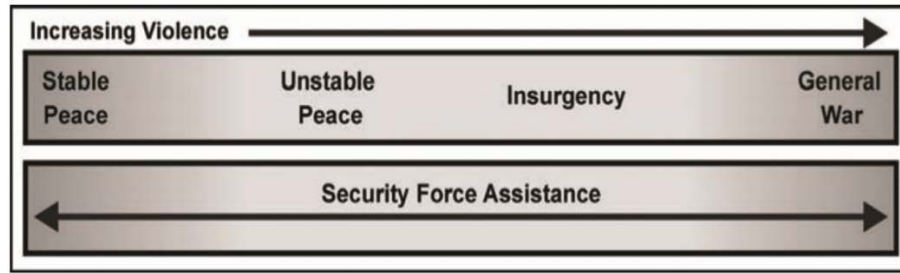 Increasing Violence
Stable
Peace
Unstable
Peace
Insurgency
General
War
Security Force Assistance